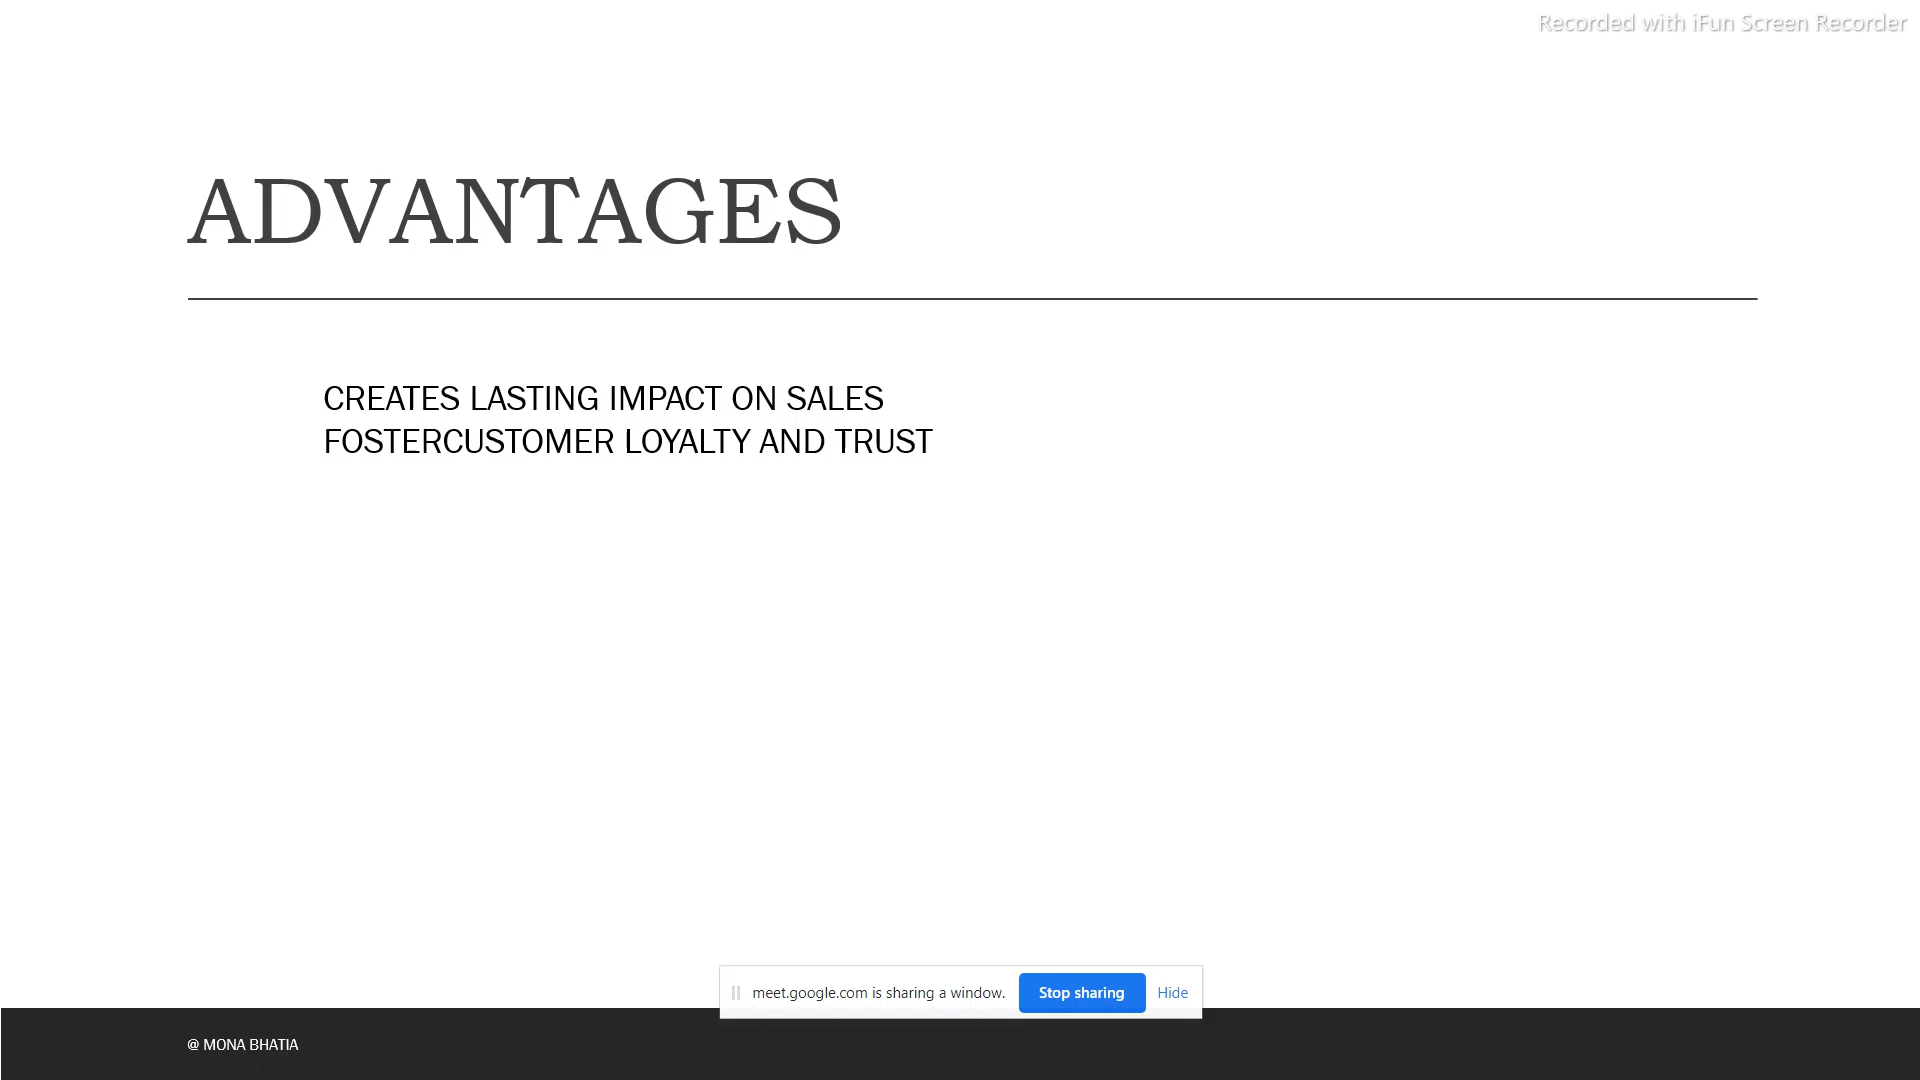 Recorded with iFun Screen Recorder
ADVANTAGES
CREATES LASTING IMPACT ON SALES
FOSTERCUSTOMER LOYALTY AND TRUST
meet.google.com is sharing a window. Stop sharing Hide
@ MONA BHATIA